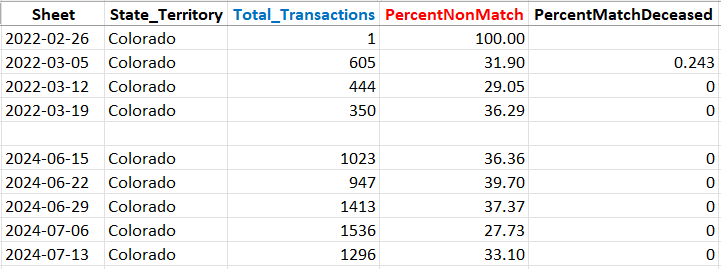 Sheet State_Territory Total_Transactions PercentNonMatch PercentMatchDeceased
2022-02-26 Colorado 1 100.00
2022-03-05 Colorado 605 31.90 0.243
2022-03-12 Colorado 444 29.05 0
2022-03-19 Colorado 350 36.29 0
2024-06-15 Colorado 1023 36.36 0
2024-06-22 Colorado 947 39.70 0
2024-06-29 Colorado 1413 37.37 0
2024-07-06 Colorado 1536 27.73 0
2024-07-13 Colorado 1296 33.10 0